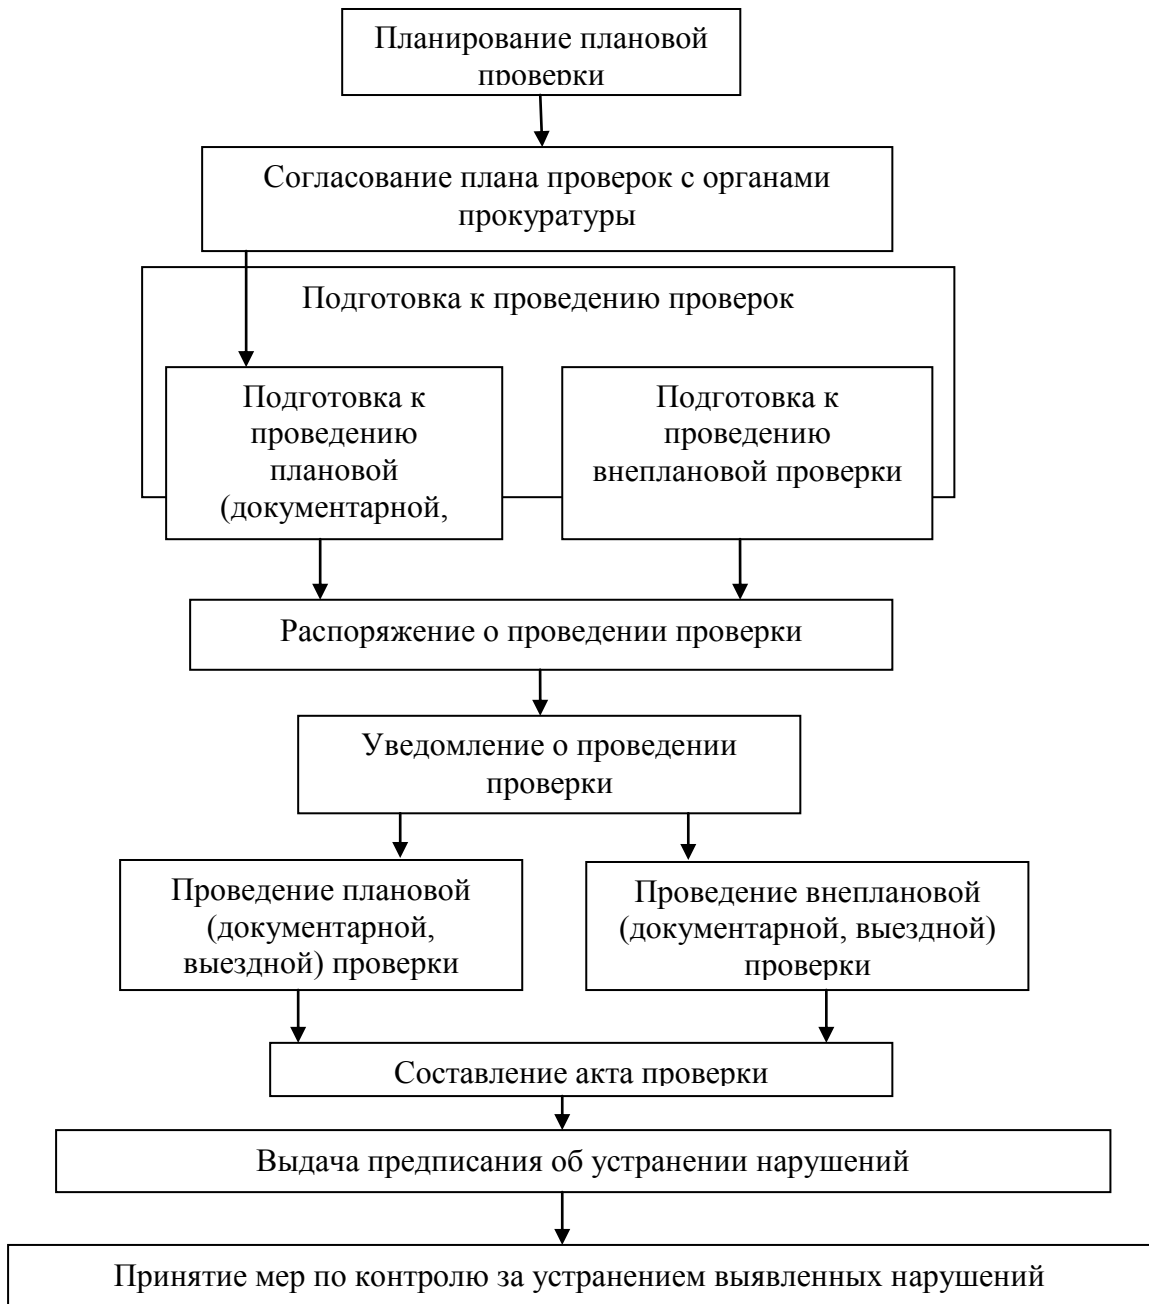 Планирование плановой
проверки
Согласование плана проверок с органами
прокуратуры
Подготовка к проведению проверок
Подготовка к
проведению
плановой
(документарной,
Подготовка к
проведению
внеплановой проверки
Распоряжение о проведении проверки
Уведомление о проведении
проверки
Проведение плановой
(документарной,
выездной) проверки
Проведение внеплановой
(документарной, выездной)
проверки
Составление акта проверки
Выдача предписания об устранении нарушений
Принятие мер по контролю за устранением выявленных нарушений